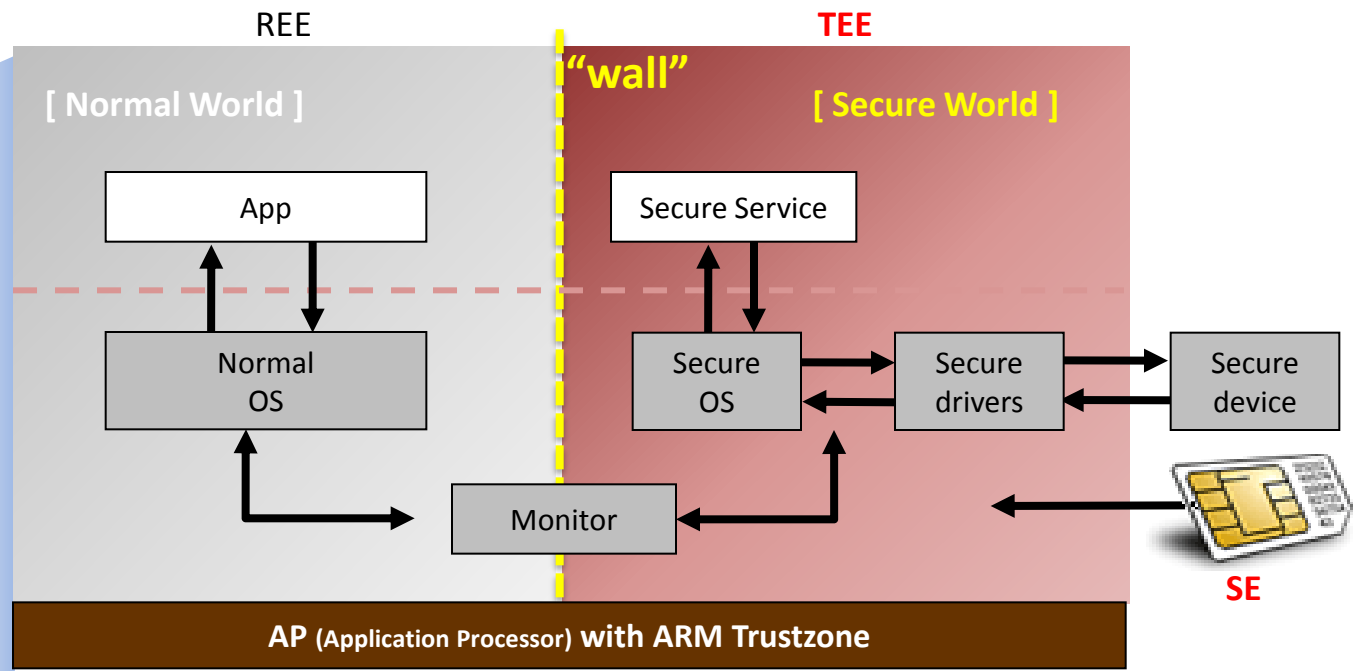 REE
TEE
“wall”
[ Normal World ]
[ Secure World ]
App
Secure Service
Normal
OS
Secure
OS
Secure
drivers
Secure
device
Monitor
SE
AP (Application Processor) with ARM Trustzone